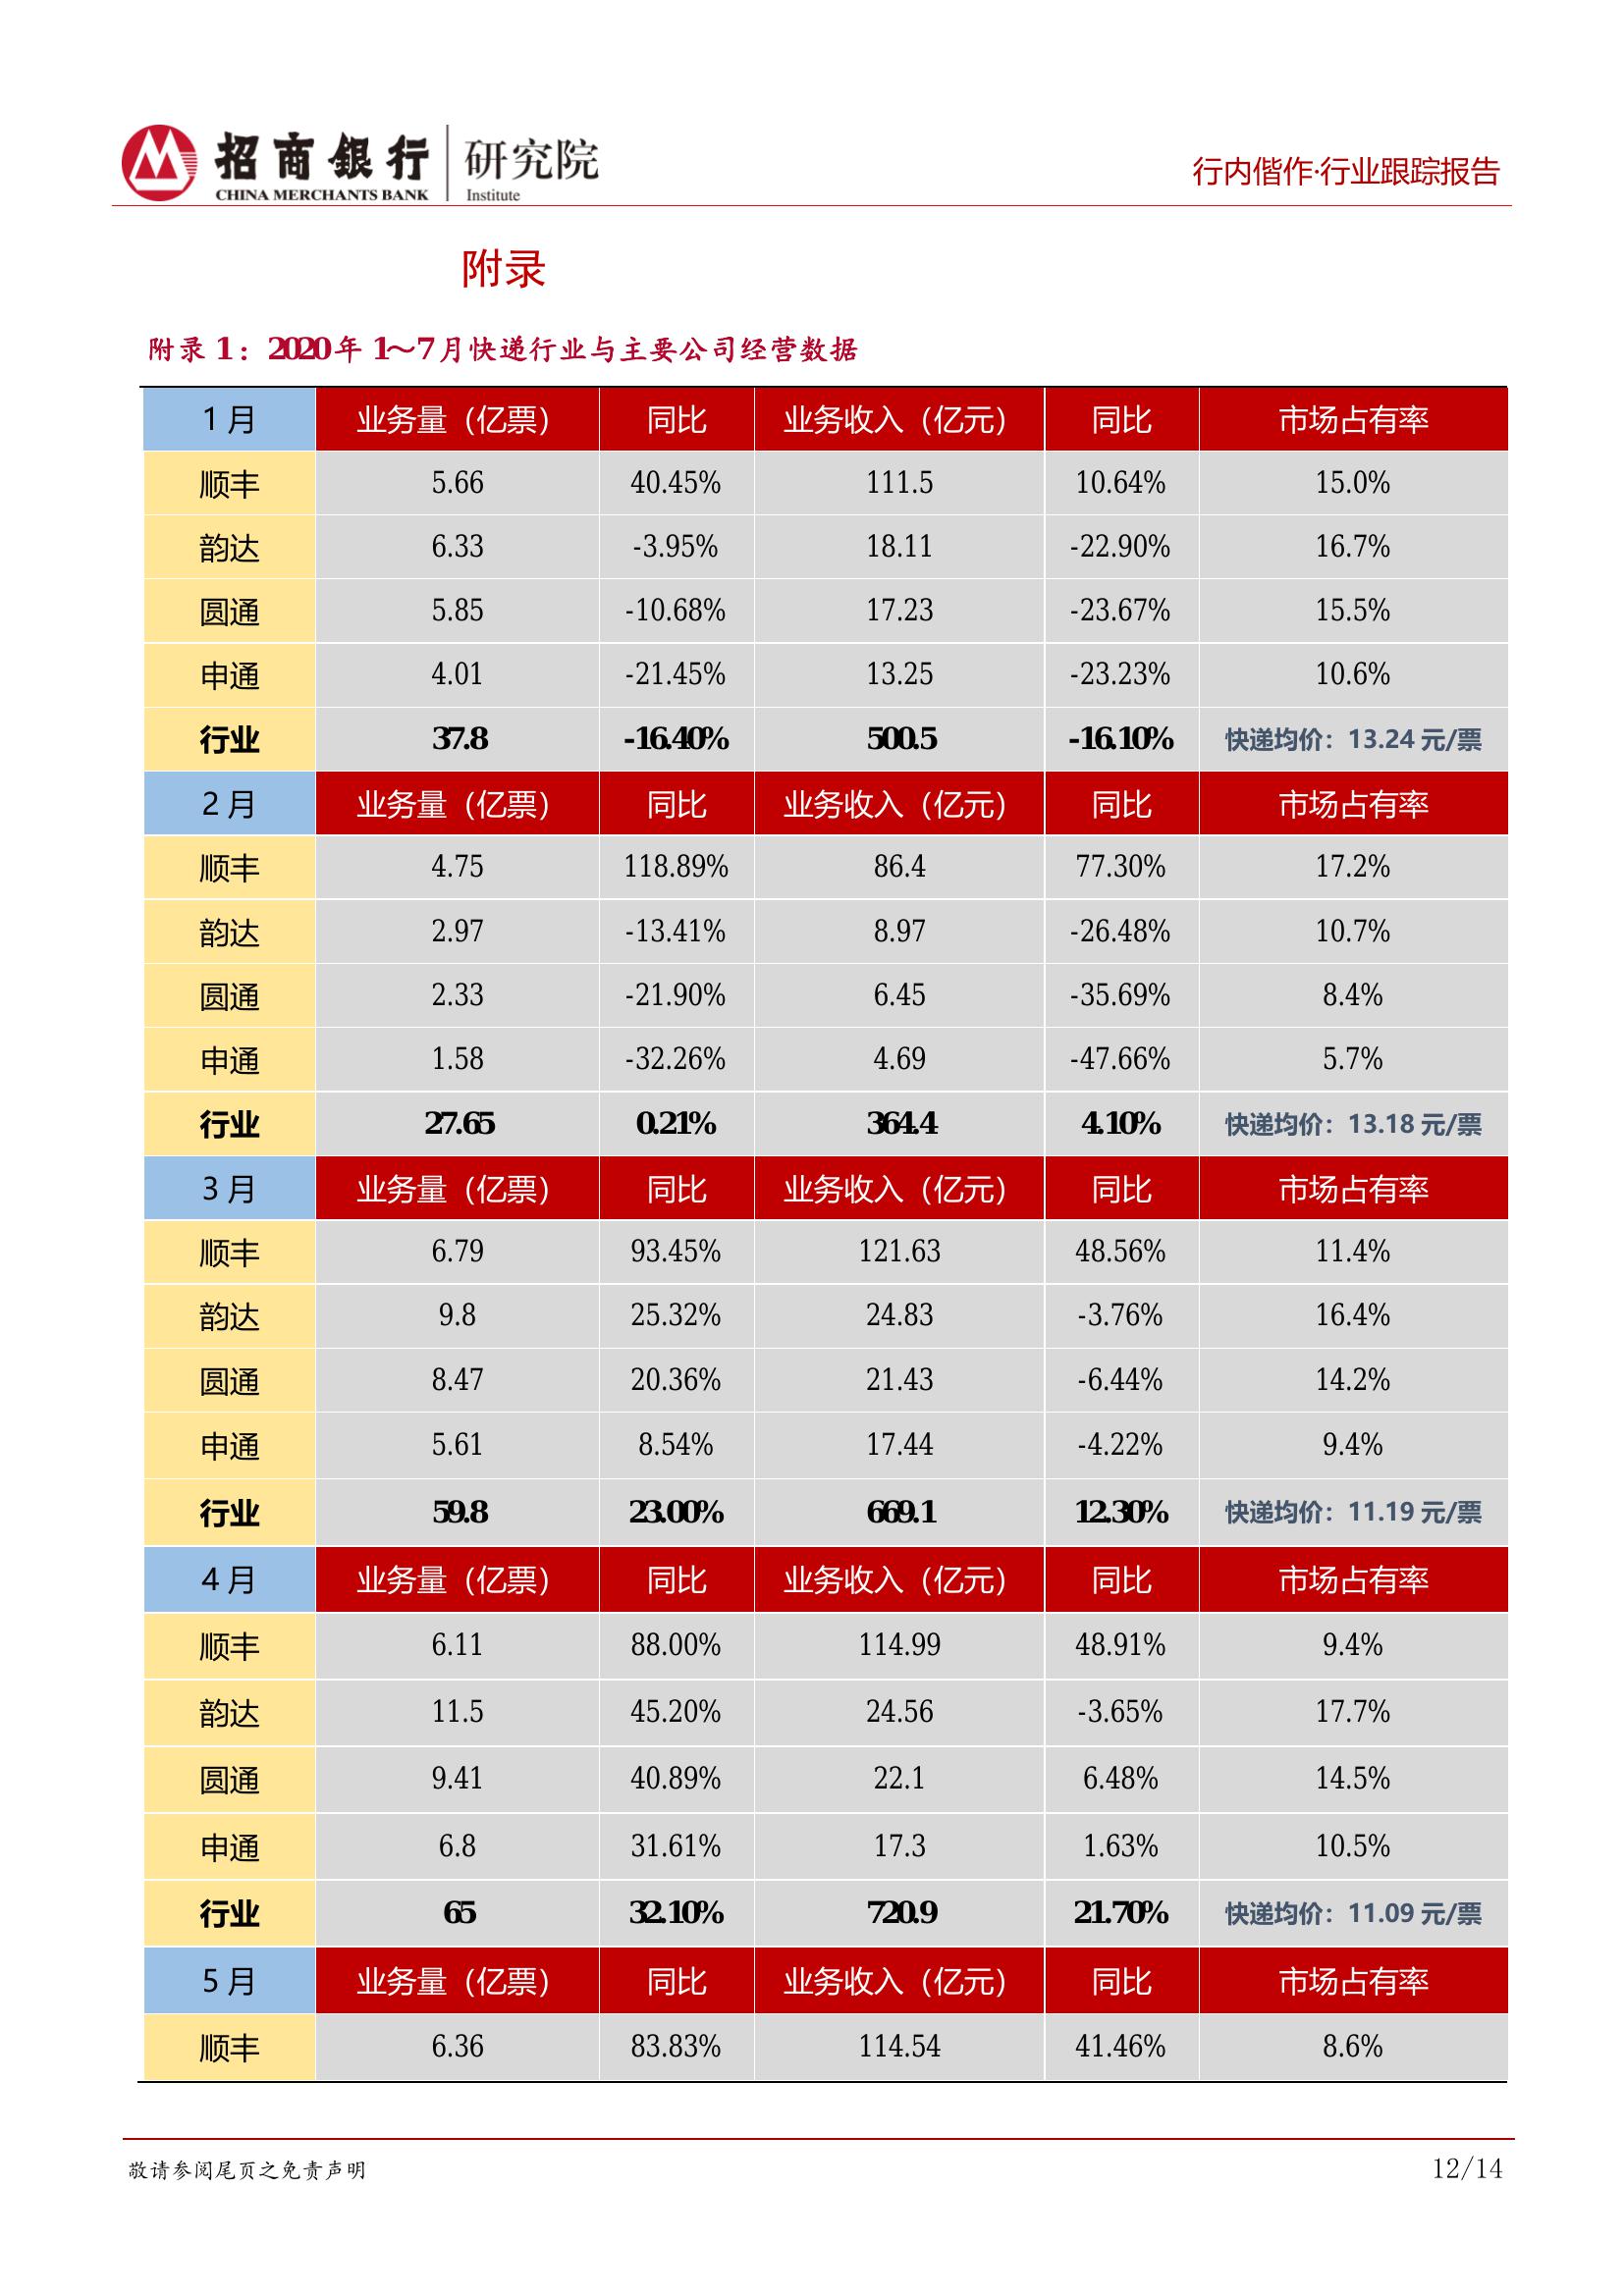 招商銀行 研究院
CHINA MERCHANTS BANK Institute
行内偕作·行业跟踪报告
附录
附录 1：2020 年 1～7 月快递行业与主要公司经营数据
1 月 业务量（亿票） 同比 业务收入（亿元） 同比 市场占有率
顺丰 5.66 40.45% 111.5 10.64% 15.0%
韵达 6.33 -3.95% 18.11 -22.90% 16.7%
圆通 5.85 -10.68% 17.23 -23.67% 15.5%
申通 4.01 -21.45% 13.25 -23.23% 10.6%
行业 37.8 -16.40% 500.5 -16.10% 快递均价：13.24 元/票
2 月 业务量（亿票） 同比 业务收入（亿元） 同比 市场占有率
顺丰 4.75 118.89% 86.4 77.30% 17.2%
韵达 2.97 -13.41% 8.97 -26.48% 10.7%
圆通 2.33 -21.90% 6.45 -35.69% 8.4%
申通 1.58 -32.26% 4.69 -47.66% 5.7%
行业 27.65 0.21% 364.4 4.10% 快递均价：13.18 元/票
3 月 业务量（亿票） 同比 业务收入（亿元） 同比 市场占有率
顺丰 6.79 93.45% 121.63 48.56% 11.4%
韵达 9.8 25.32% 24.83 -3.76% 16.4%
圆通 8.47 20.36% 21.43 -6.44% 14.2%
申通 5.61 8.54% 17.44 -4.22% 9.4%
行业 59.8 23.00% 669.1 12.30% 快递均价：11.19 元/票
4 月 业务量（亿票） 同比 业务收入（亿元） 同比 市场占有率
顺丰 6.11 88.00% 114.99 48.91% 9.4%
韵达 11.5 45.20% 24.56 -3.65% 17.7%
圆通 9.41 40.89% 22.1 6.48% 14.5%
申通 6.8 31.61% 17.3 1.63% 10.5%
行业 65 32.10% 720.9 21.70% 快递均价：11.09 元/票
5 月 业务量（亿票） 同比 业务收入（亿元） 同比 市场占有率
顺丰 6.36 83.83% 114.54 41.46% 8.6%
敬请参阅尾页之免责声明 12/14